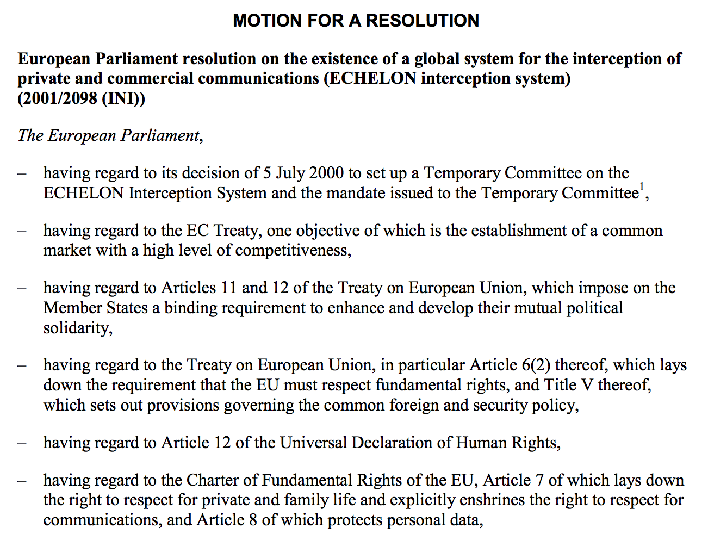 MOTION FOR A RESOLUTION
European Parliament resolution on the existence of a global system for the interception of
private and commercial communications (ECHELON interception system)
(2001/2098 (INI))
The European Parliament,
– having regard to its decision of 5 July 2000 to set up a Temporary Committee on the
ECHELON Interception System and the mandate issued to the Temporary Committee¹,
– having regard to the EC Treaty, one objective of which is the establishment of a common
market with a high level of competitiveness,
– having regard to Articles 11 and 12 of the Treaty on European Union, which impose on the
Member States a binding requirement to enhance and develop their mutual political
solidarity,
– having regard to the Treaty on European Union, in particular Article 6(2) thereof, which lays
down the requirement that the EU must respect fundamental rights, and Title V thereof,
which sets out provisions governing the common foreign and security policy,
– having regard to Article 12 of the Universal Declaration of Human Rights,
– having regard to the Charter of Fundamental Rights of the EU, Article 7 of which lays down
the right to respect for private and family life and explicitly enshrines the right to respect for
communications, and Article 8 of which protects personal data,